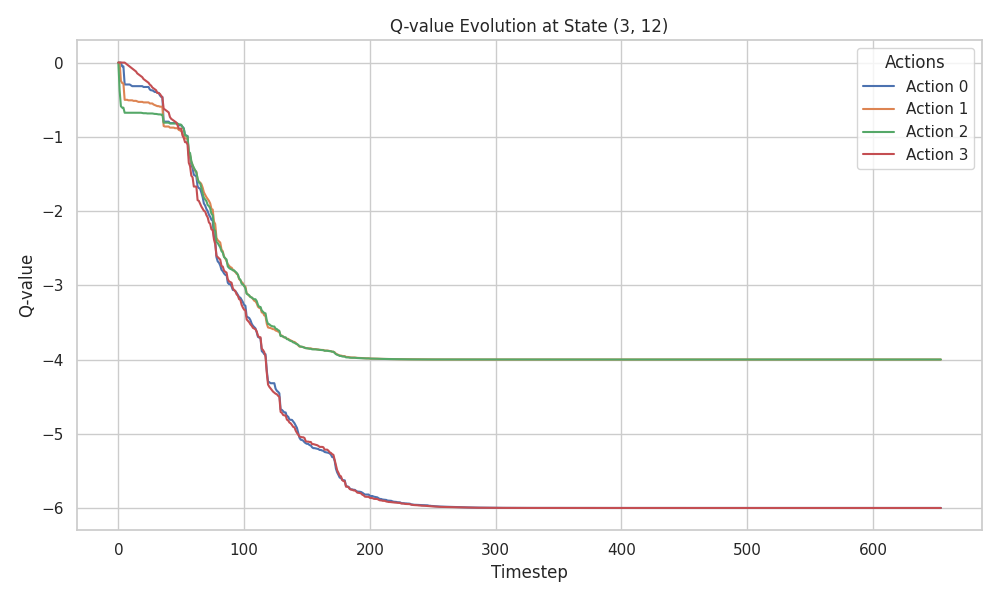 Q-value Evolution at State (3, 12)
Actions
Action 0
Action 1
Action 2
Action 3
Q-value
0
−1
−2
−3
−4
−5
−6
0 100 200 300 400 500 600
Timestep